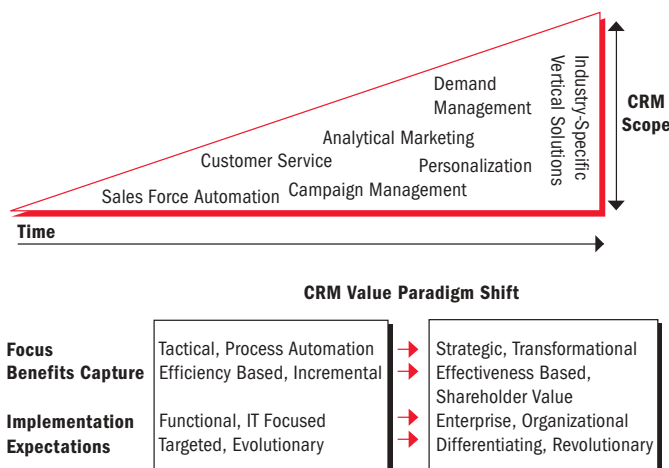 Demand
Management
Analytical Marketing
Customer Service
Personalization
Sales Force Automation
Campaign Management
Industry-Specific
Vertical Solutions
CRM
Scope
Time
CRM Value Paradigm Shift
Focus
Tactical, Process Automation
Strategic, Transformational
Benefits Capture
Efficiency Based, Incremental
Effectiveness Based,
Shareholder Value
Implementation
Functional, IT Focused
Enterprise, Organizational
Expectations
Targeted, Evolutionary
Differentiating, Revolutionary